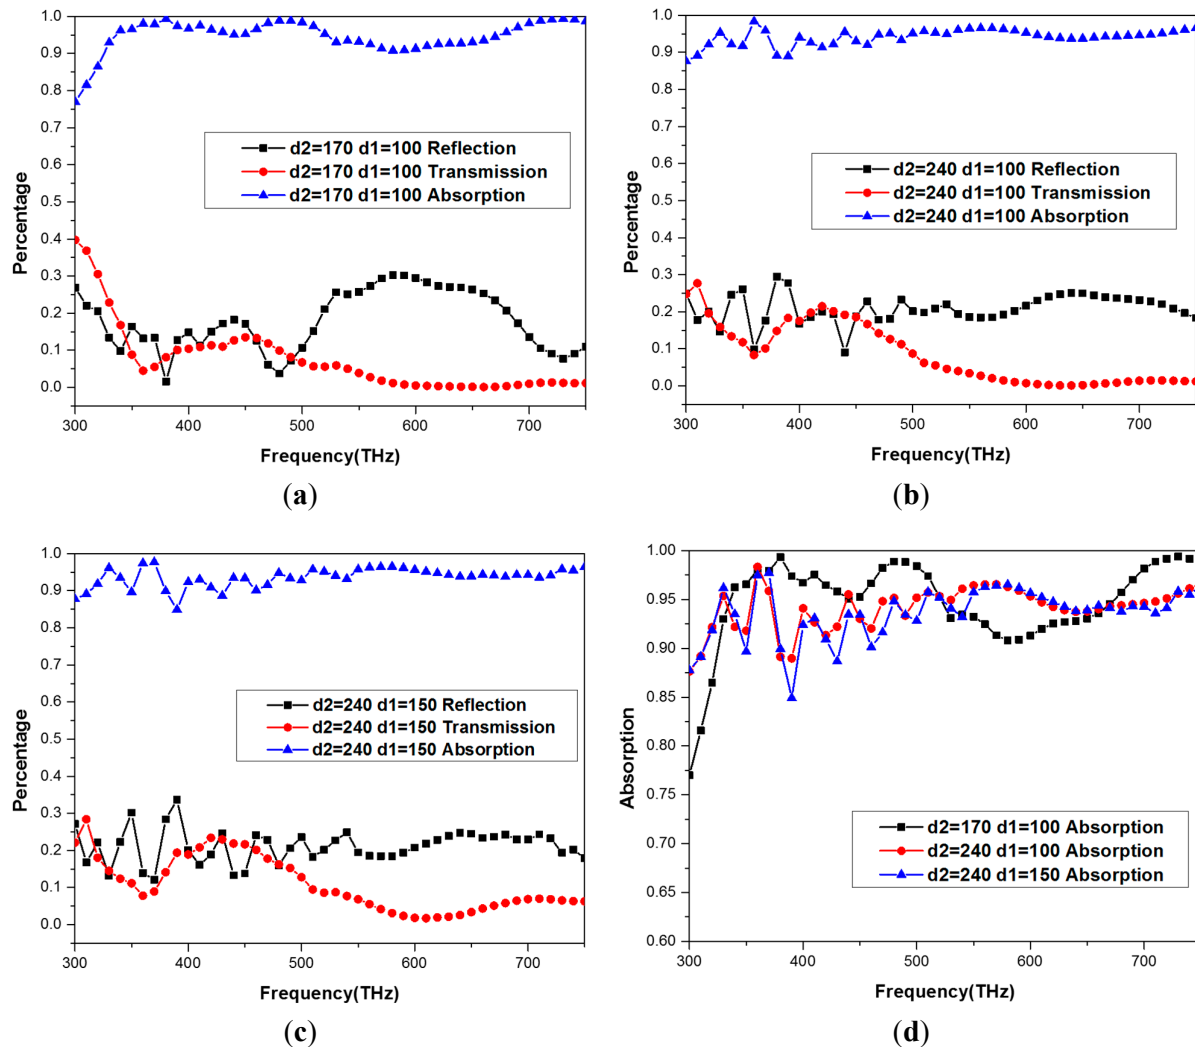 1.0
0.9
0.8
0.7
0.6
0.5
0.4
0.3
0.2
0.1
0.0
Percentage
d2=170 d1=100 Reflection
d2=170 d1=100 Transmission
d2=170 d1=100 Absorption
300 400 500 600 700
Frequency(THz)
(a)
1.0
0.9
0.8
0.7
0.6
0.5
0.4
0.3
0.2
0.1
0.0
Percentage
d2=240 d1=100 Reflection
d2=240 d1=100 Transmission
d2=240 d1=100 Absorption
300 400 500 600 700
Frequency(THz)
(b)
1.0
0.9
0.8
0.7
0.6
0.5
0.4
0.3
0.2
0.1
0.0
Percentage
d2=240 d1=150 Reflection
d2=240 d1=150 Transmission
d2=240 d1=150 Absorption
300 400 500 600 700
Frequency(THz)
(c)
1.00
0.95
0.90
0.85
0.80
0.75
0.70
0.65
0.60
Absorption
d2=170 d1=100 Absorption
d2=240 d1=100 Absorption
d2=240 d1=150 Absorption
300 400 500 600 700
Frequency(THz)
(d)